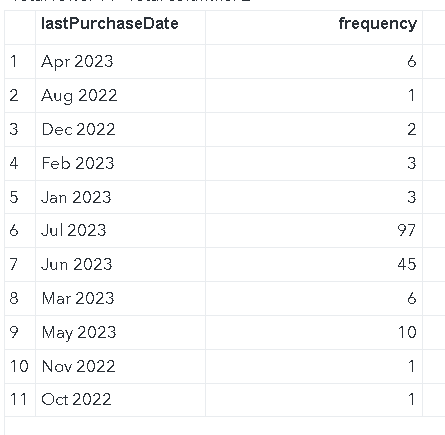 lastPurchaseDate frequency
1 Apr 2023 6
2 Aug 2022 1
3 Dec 2022 2
4 Feb 2023 3
5 Jan 2023 3
6 Jul 2023 97
7 Jun 2023 45
8 Mar 2023 6
9 May 2023 10
10 Nov 2022 1
11 Oct 2022 1